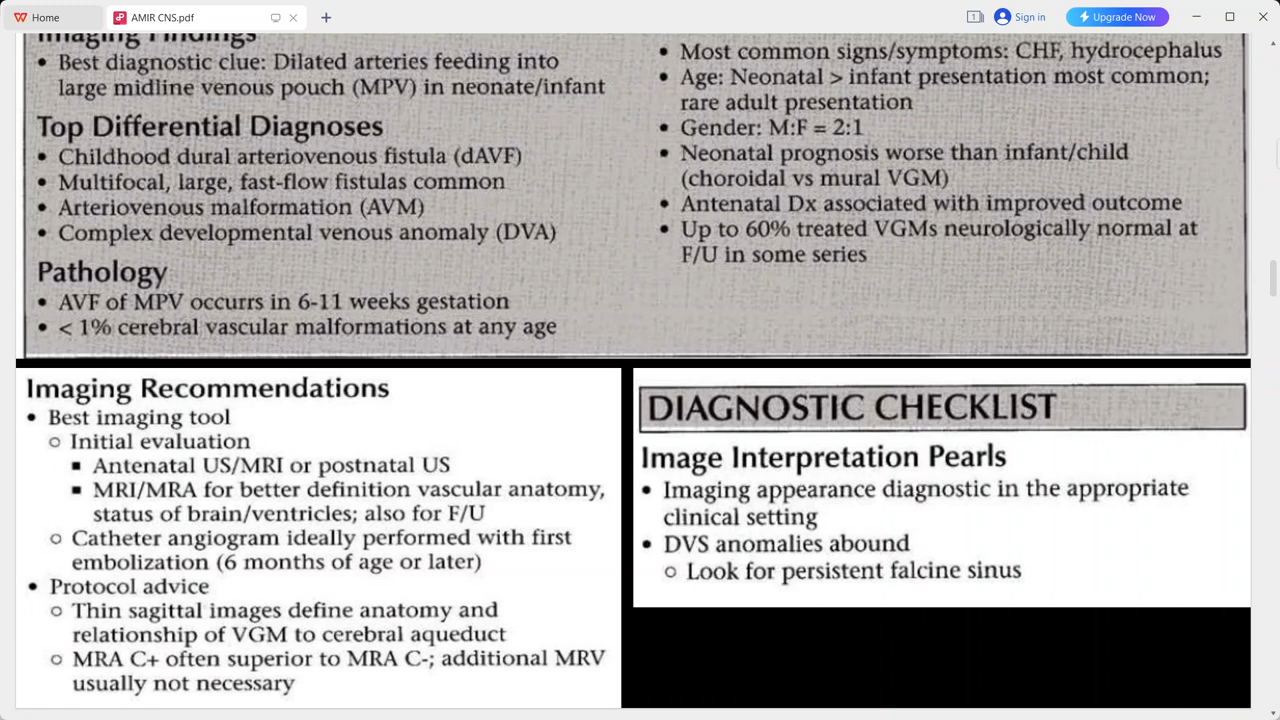 Home
AMIR CNS.pdf
1
Sign in
Upgrade Now
Imaging Findings
• Best diagnostic clue: Dilated arteries feeding into
large midline venous pouch (MPV) in neonate/infant
Top Differential Diagnoses
• Childhood dural arteriovenous fistula (dAVF)
• Multifocal, large, fast-flow fistulas common
• Arteriovenous malformation (AVM)
• Complex developmental venous anomaly (DVA)
Pathology
• AVF of MPV occurrs in 6-11 weeks gestation
• < 1% cerebral vascular malformations at any age
• Most common signs/symptoms: CHF, hydrocephalus
• Age: Neonatal > infant presentation most common;
rare adult presentation
• Gender: M:F = 2:1
• Neonatal prognosis worse than infant/child
(choroidal vs mural VGM)
• Antenatal Dx associated with improved outcome
• Up to 60% treated VGMs neurologically normal at
F/U in some series
Imaging Recommendations
• Best imaging tool
○ Initial evaluation
▪ Antenatal US/MRI or postnatal US
▪ MRI/MRA for better definition vascular anatomy,
status of brain/ventricles; also for F/U
○ Catheter angiogram ideally performed with first
embolization (6 months of age or later)
• Protocol advice
○ Thin sagittal images define anatomy and
relationship of VGM to cerebral aqueduct
○ MRA C+ often superior to MRA C-; additional MRV
usually not necessary
DIAGNOSTIC CHECKLIST
Image Interpretation Pearls
• Imaging appearance diagnostic in the appropriate
clinical setting
• DVS anomalies abound
○ Look for persistent falcine sinus